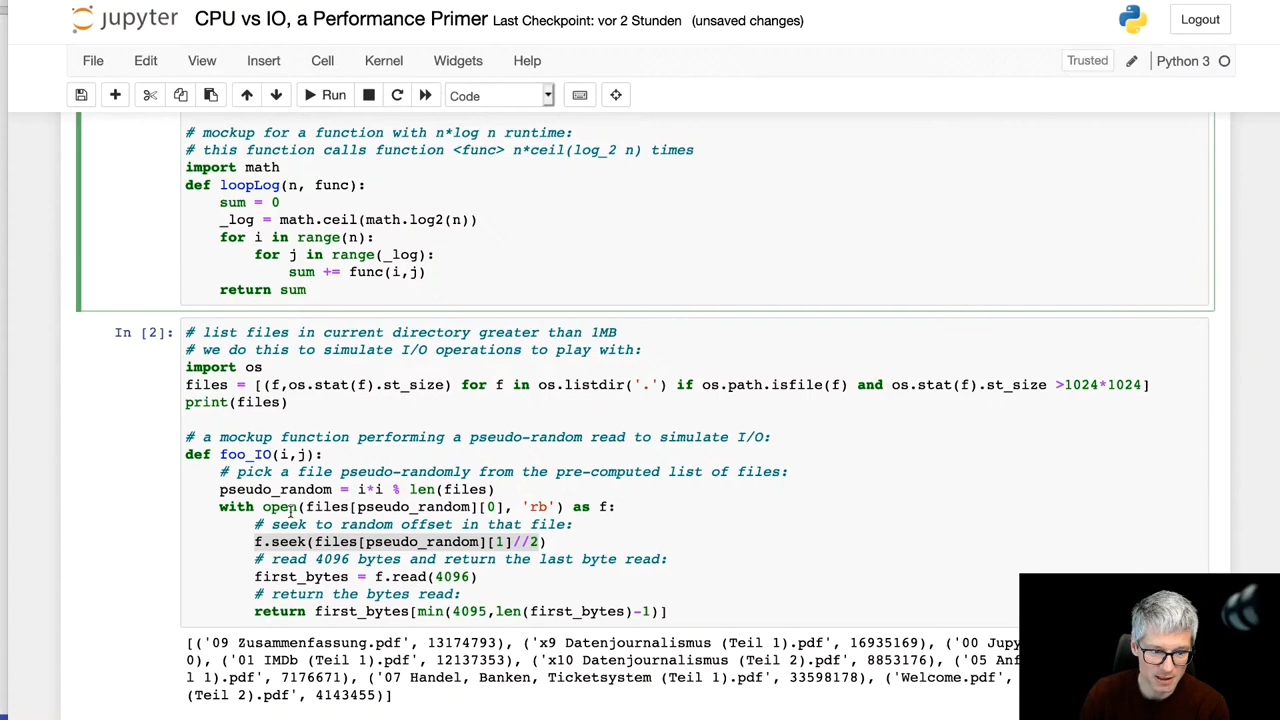 jupyter CPU vs IO, a Performance Primer Last Checkpoint: vor 2 Stunden (unsaved changes) Logout
File Edit View Insert Cell Kernel Widgets Help Trusted Python 3
Run Code
# mockup for a function with n*log n runtime:
# this function calls function <func> n*ceil(log_2 n) times
import math
def loopLog(n, func):
    sum = 0
    _log = math.ceil(math.log2(n))
    for i in range(n):
        for j in range(_log):
            sum += func(i,j)
    return sum
In [2]: # list files in current directory greater than 1MB
# we do this to simulate I/O operations to play with:
import os
files = [(f,os.stat(f).st_size) for f in os.listdir('.') if os.path.isfile(f) and os.stat(f).st_size >1024*1024]
print(files)
# a mockup function performing a pseudo-random read to simulate I/O:
def foo_IO(i,j):
    # pick a file pseudo-randomly from the pre-computed list of files:
    pseudo_random = i*i % len(files)
    with open(files[pseudo_random][0], 'rb') as f:
        # seek to random offset in that file:
        f.seek(files[pseudo_random][1]//2)
        # read 4096 bytes and return the last byte read:
        first_bytes = f.read(4096)
        # return the bytes read:
        return first_bytes[min(4095,len(first_bytes)-1)]
[('09 Zusammenfassung.pdf', 13174793), ('x9 Datenjournalismus (Teil 1).pdf', 16935169), ('00 Jupy
0), ('01 IMDb (Teil 1).pdf', 12137353), ('x10 Datenjournalismus (Teil 2).pdf', 8853176), ('05 Anf
l 1).pdf', 7176671), ('07 Handel, Banken, Ticketsystem (Teil 1).pdf', 33598178), ('Welcome.pdf',
(Teil 2).pdf', 4143455)]